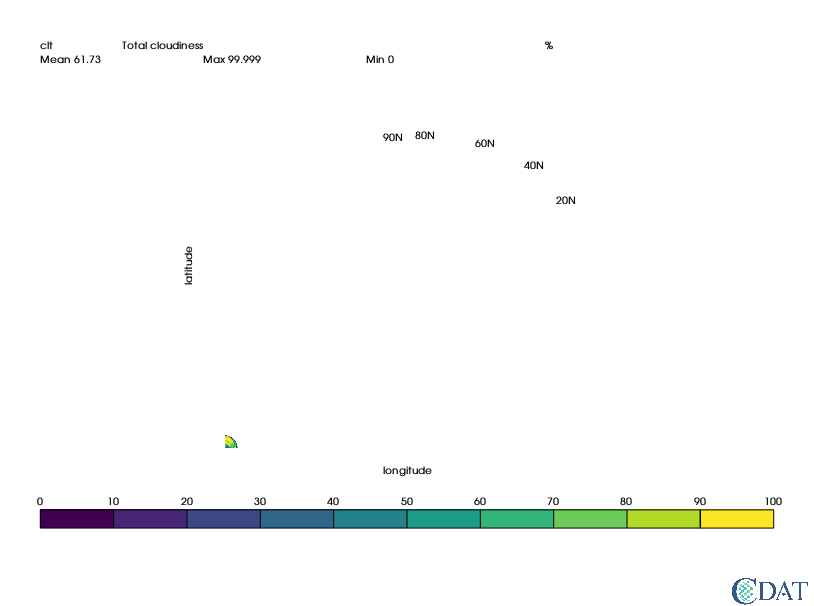 clt Total cloudiness %
Mean 61.73 Max 99.999 Min 0
90N 80N 60N
40N
20N
latitude
longitude
0 10 20 30 40 50 60 70 80 90 100
CDAT